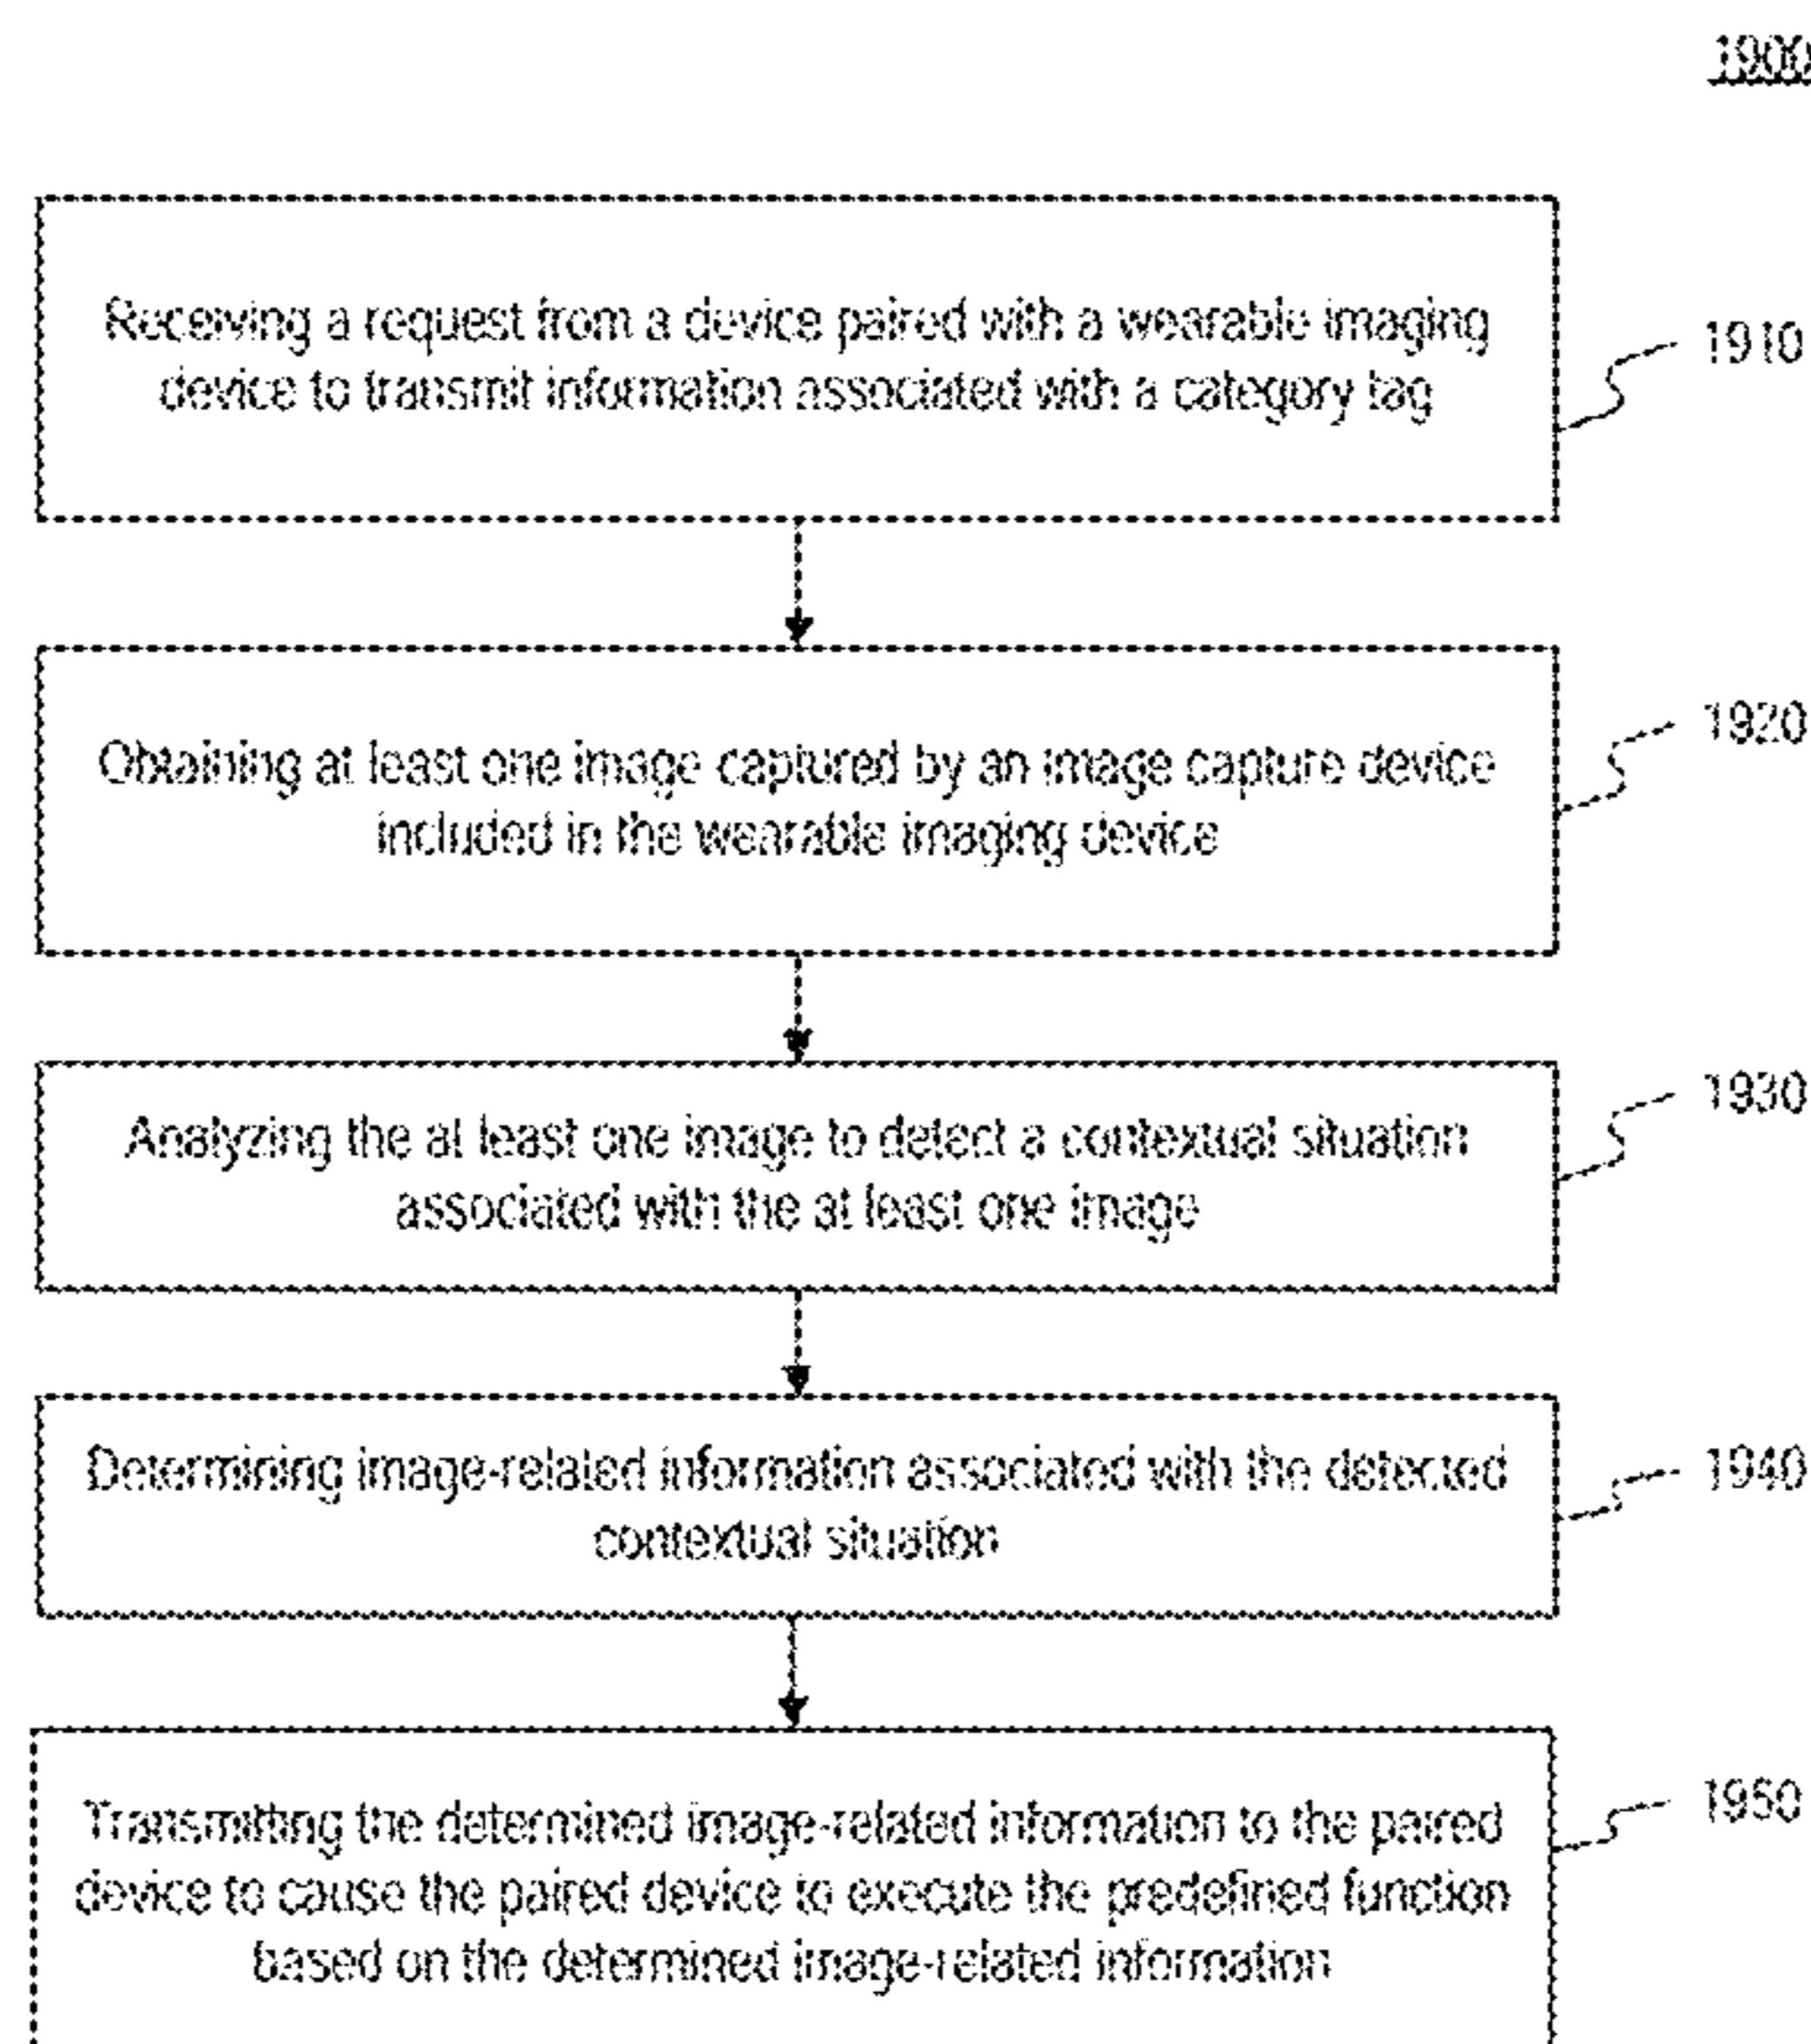 1900
Receiving a request from a device paired with a wearable imaging
device to transmit information associated with a category tag
1910
Obtaining at least one image captured by an image capture device
included in the wearable imaging device
1920
Analyzing the at least one image to detect a contextual situation
associated with the at least one image
1930
Determining image-related information associated with the detected
contextual situation
1940
Transmitting the determined image-related information to the paired
device to cause the paired device to execute the predefined function
based on the determined image-related information
1950